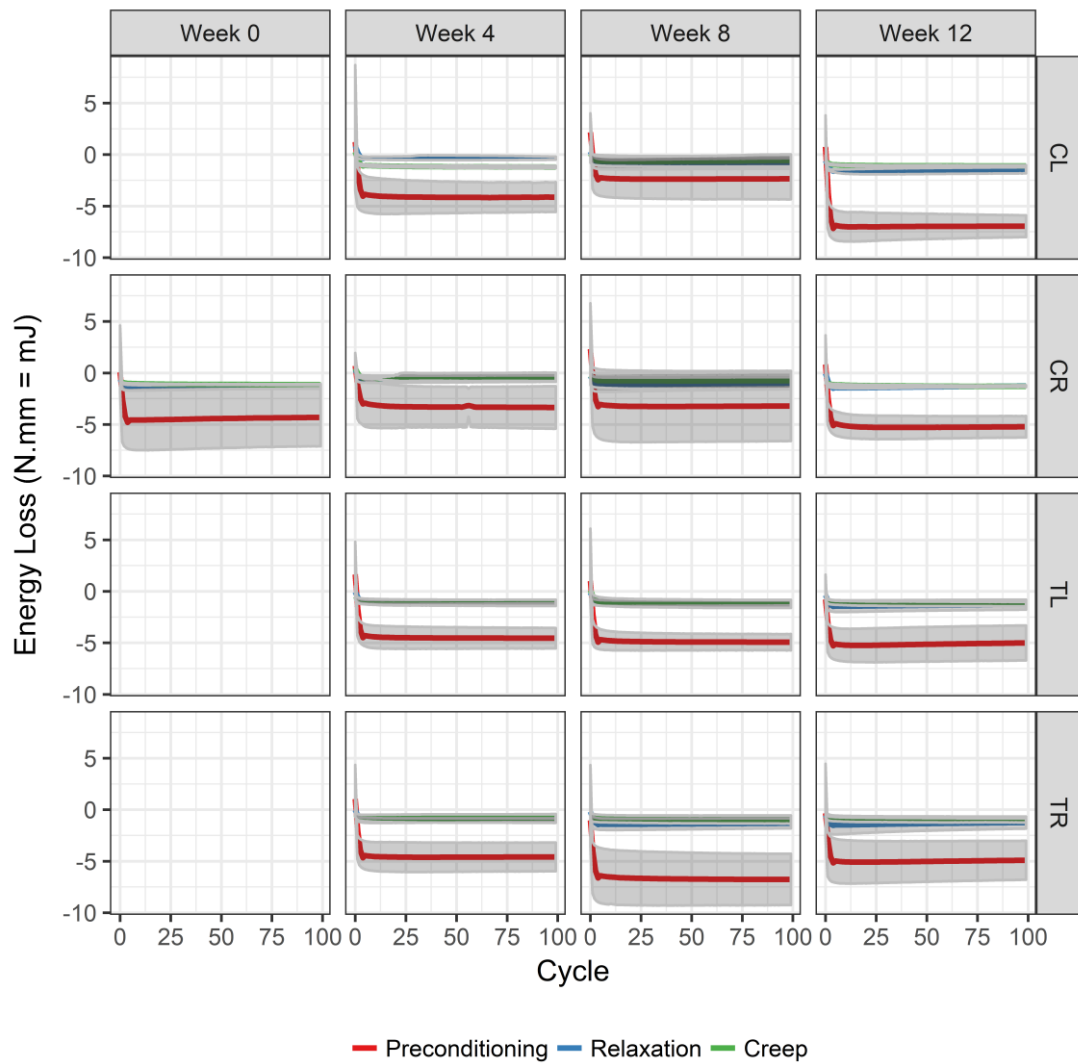 Week 0 Week 4 Week 8 Week 12
5
0
-5
-10
CL
5
0
-5
-10
CR
5
0
-5
-10
TL
5
0
-5
-10
TR
Energy Loss (N.mm = mJ)
0 25 50 75 100 0 25 50 75 100 0 25 50 75 100 0 25 50 75 100
Cycle
Preconditioning Relaxation Creep